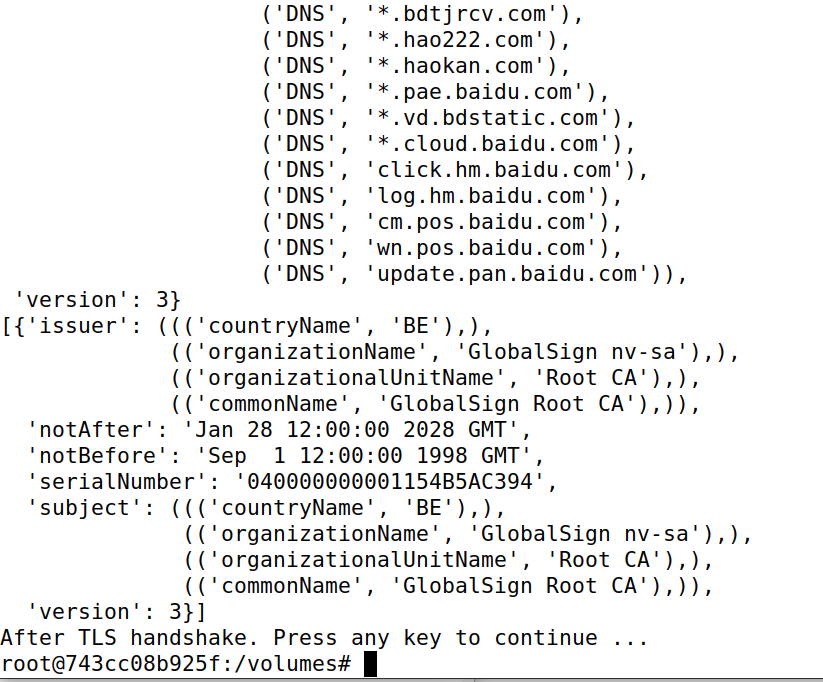 ('DNS', '*.bdtjrcv.com'),
('DNS', '*.hao222.com'),
('DNS', '*.haokan.com'),
('DNS', '*.pae.baidu.com'),
('DNS', '*.vd.bdstatic.com'),
('DNS', '*.cloud.baidu.com'),
('DNS', 'click.hm.baidu.com'),
('DNS', 'log.hm.baidu.com'),
('DNS', 'cm.pos.baidu.com'),
('DNS', 'wn.pos.baidu.com'),
('DNS', 'update.pan.baidu.com')),
'version': 3}
[{'issuer': ((('countryName', 'BE'),),
(('organizationName', 'GlobalSign nv-sa'),),
(('organizationalUnitName', 'Root CA'),),
(('commonName', 'GlobalSign Root CA'),)),
'notAfter': 'Jan 28 12:00:00 2028 GMT',
'notBefore': 'Sep  1 12:00:00 1998 GMT',
'serialNumber': '040000000001154B5AC394',
'subject': ((('countryName', 'BE'),),
(('organizationName', 'GlobalSign nv-sa'),),
(('organizationalUnitName', 'Root CA'),),
(('commonName', 'GlobalSign Root CA'),)),
'version': 3}]
After TLS handshake. Press any key to continue ...
root@743cc08b925f:/volumes#